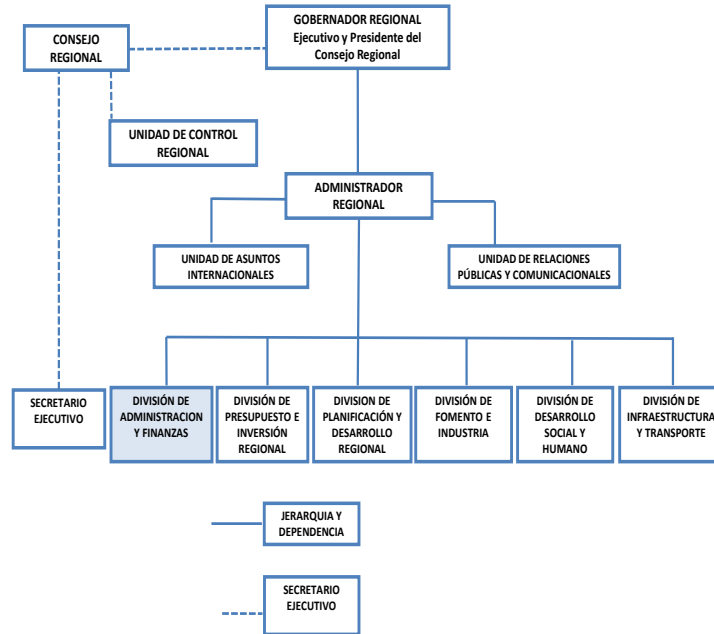 GOBERNADOR REGIONAL
Ejecutivo y Presidente del
Consejo Regional
CONSEJO
REGIONAL
UNIDAD DE CONTROL
REGIONAL
ADMINISTRADOR
REGIONAL
UNIDAD DE ASUNTOS
INTERNACIONALES
UNIDAD DE RELACIONES
PÚBLICAS Y COMUNICACIONALES
SECRETARIO
EJECUTIVO
DIVISIÓN DE
ADMINISTRACION
Y FINANZAS
DIVISIÓN DE
PRESUPUESTO E
INVERSIÓN
REGIONAL
DIVISION DE
PLANIFICACIÓN Y
DESARROLLO
REGIONAL
DIVISIÓN DE
FOMENTO E
INDUSTRIA
DIVISIÓN DE
DESARROLLO
SOCIAL Y
HUMANO
DIVISIÓN DE
INFRAESTRUCTURA
Y TRANSPORTE
JERARQUIA Y
DEPENDENCIA
SECRETARIO
EJECUTIVO